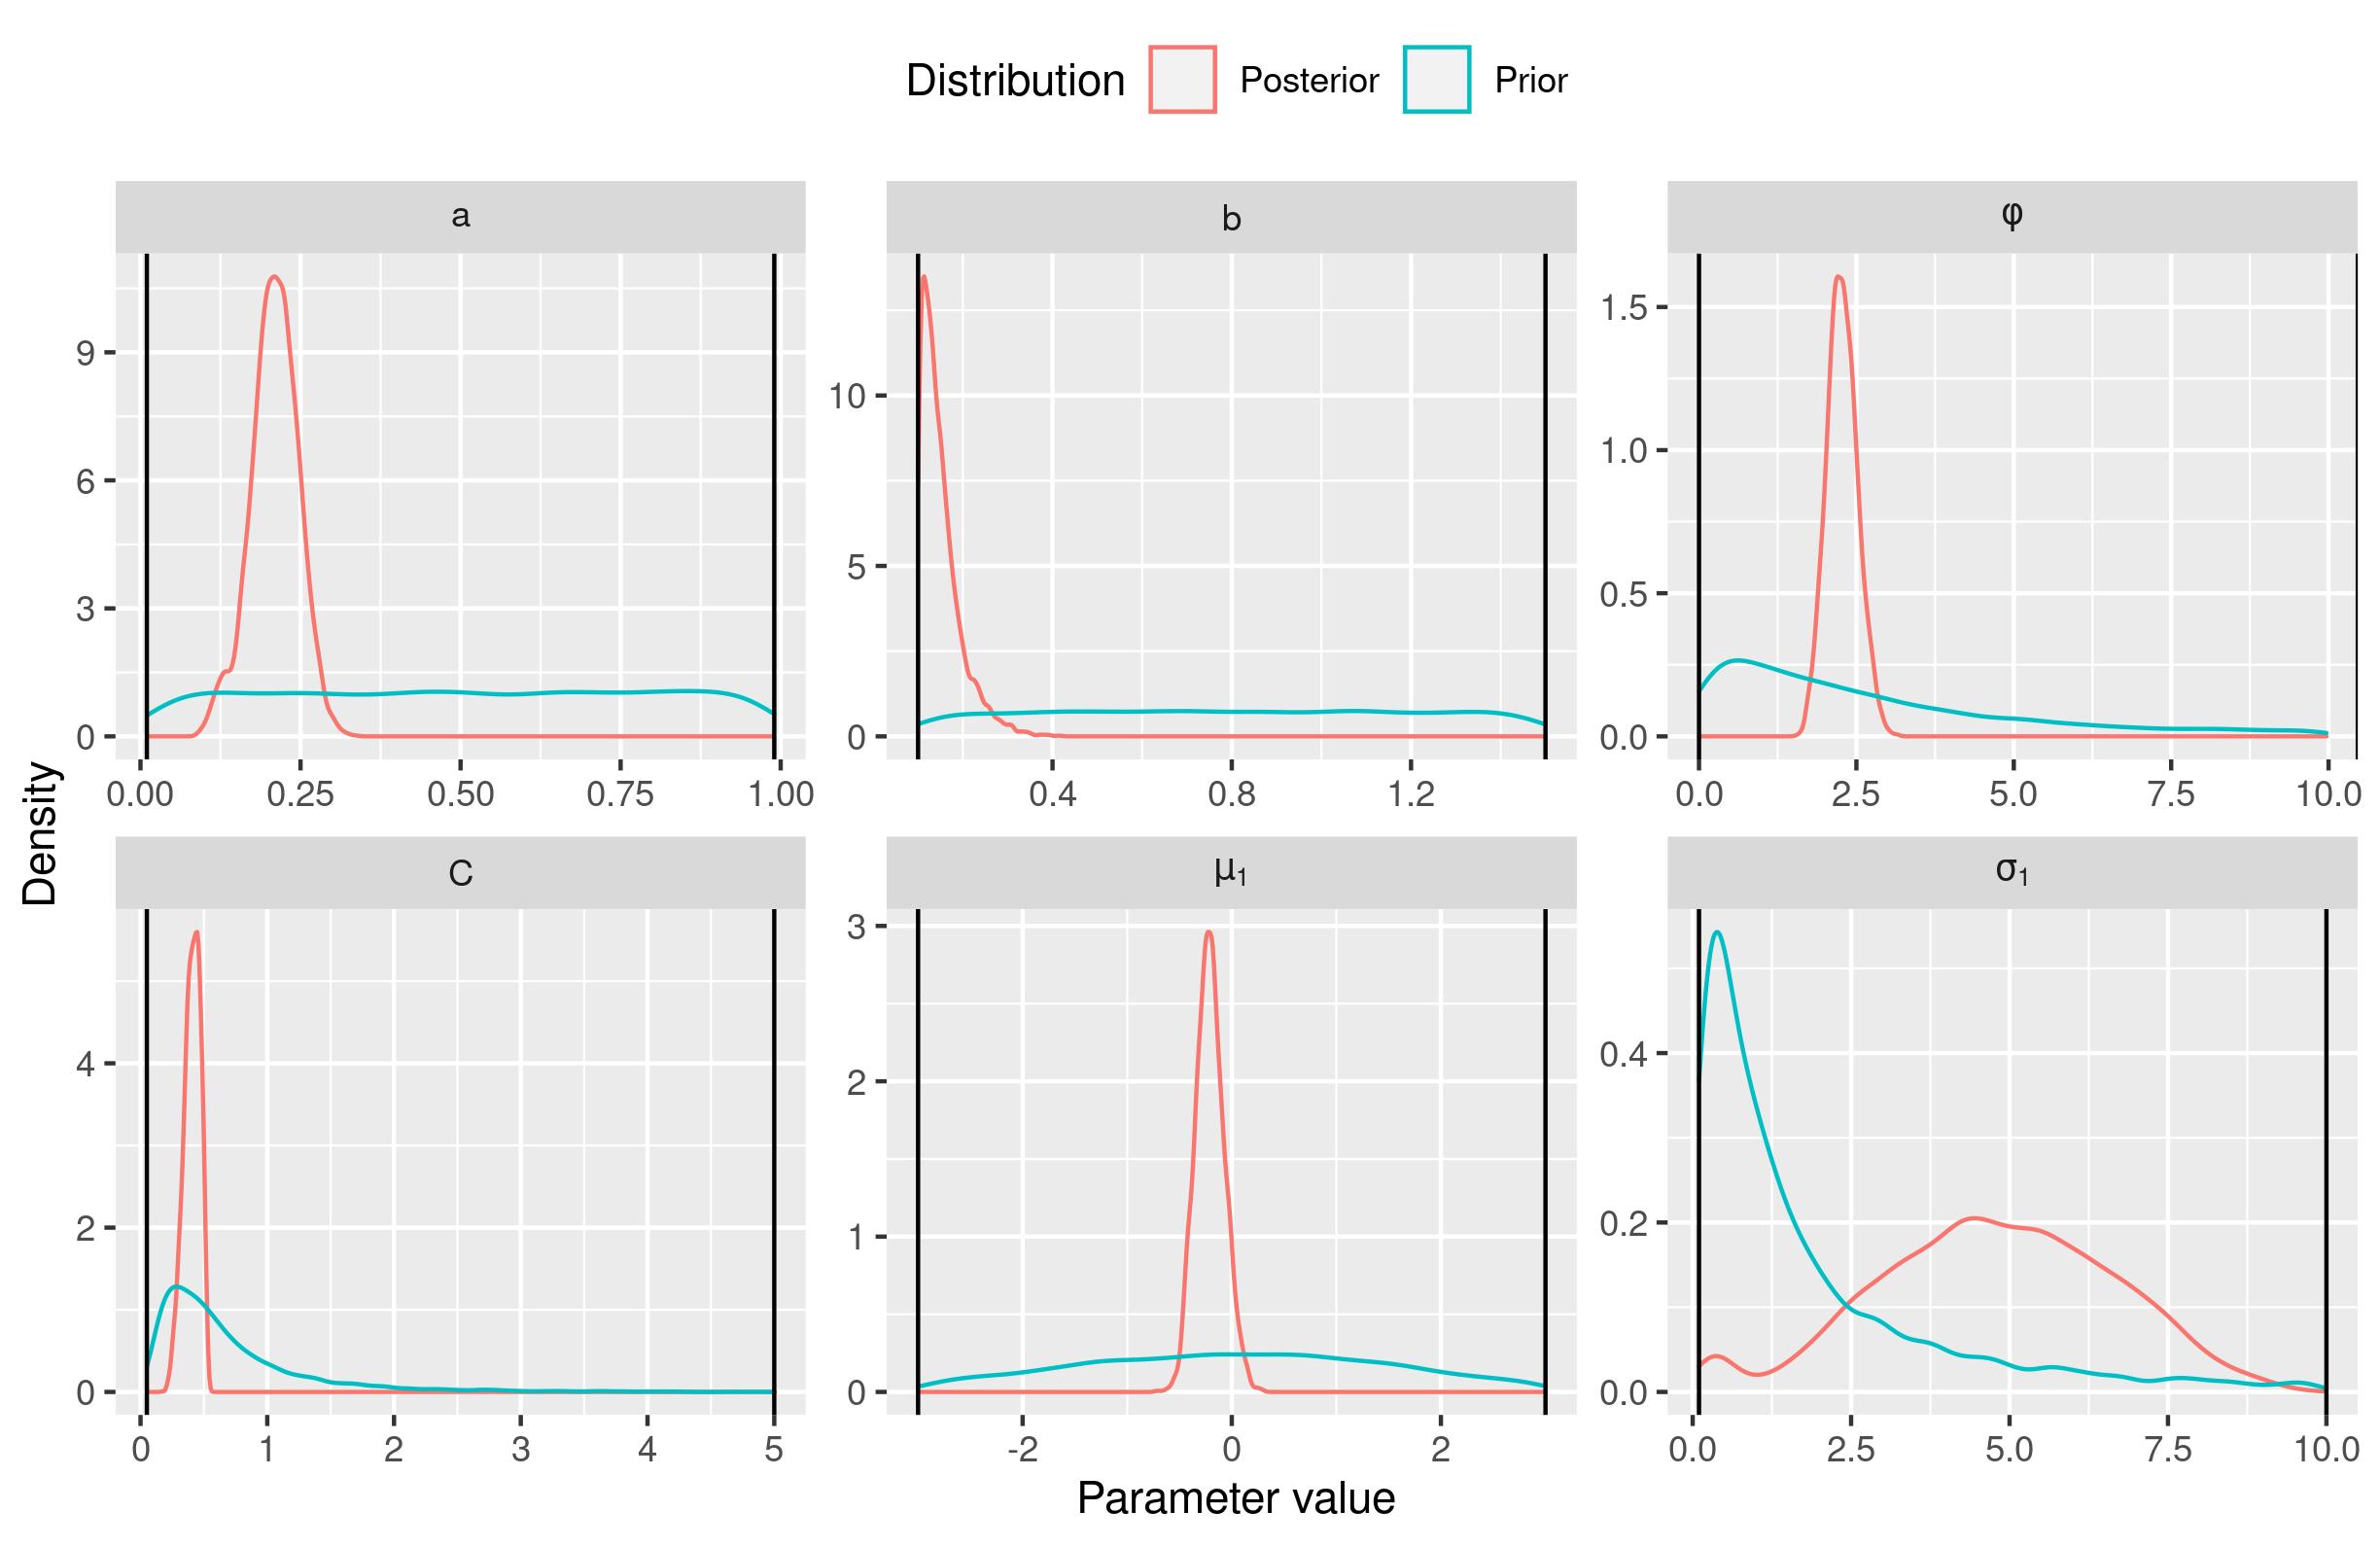 Distribution Posterior Prior
a b φ
9
6
3
0
10
5
0
1.5
1.0
0.5
0.0
0.00 0.25 0.50 0.75 1.00
0.4 0.8 1.2
0.0 2.5 5.0 7.5 10.0
Density
C μ₁ σ₁
4
2
0
3
2
1
0
0.4
0.2
0.0
0 1 2 3 4 5
-2 0 2
0.0 2.5 5.0 7.5 10.0
Parameter value